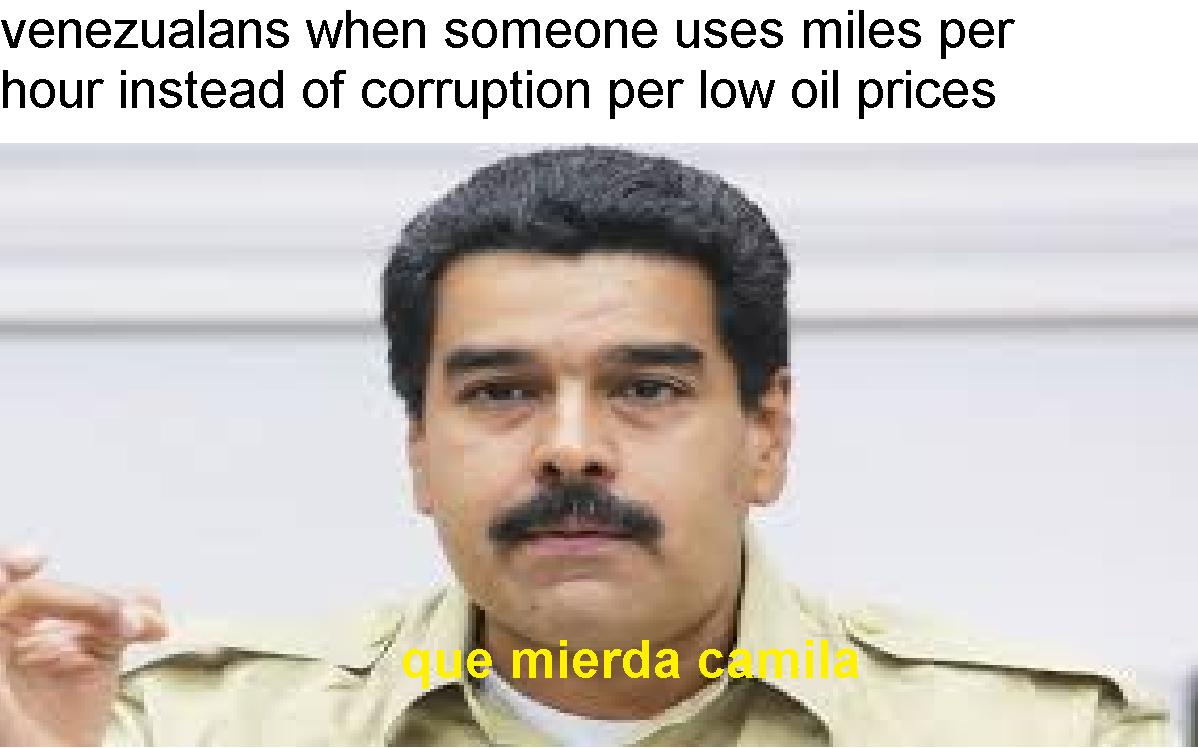 venezualans when someone uses miles per
hour instead of corruption per low oil prices
que mierda camila